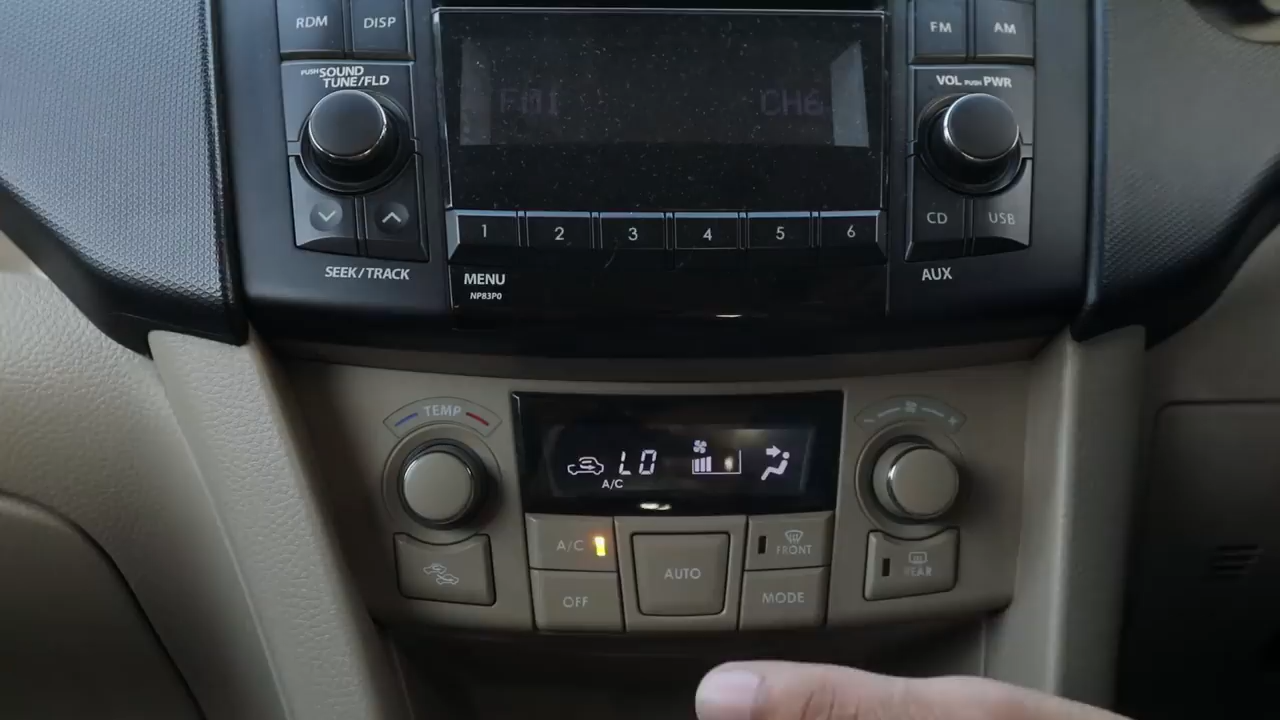 RDM
DISP
FM
AM
PUSH SOUND
TUNE/FLD
VOL PUSH PWR
FM1
CH6
CD
USB
1
2
3
4
5
6
SEEK/TRACK
MENU
NP83P0
AUX
TEMP
LO
A/C
A/C
AUTO
FRONT
REAR
OFF
MODE